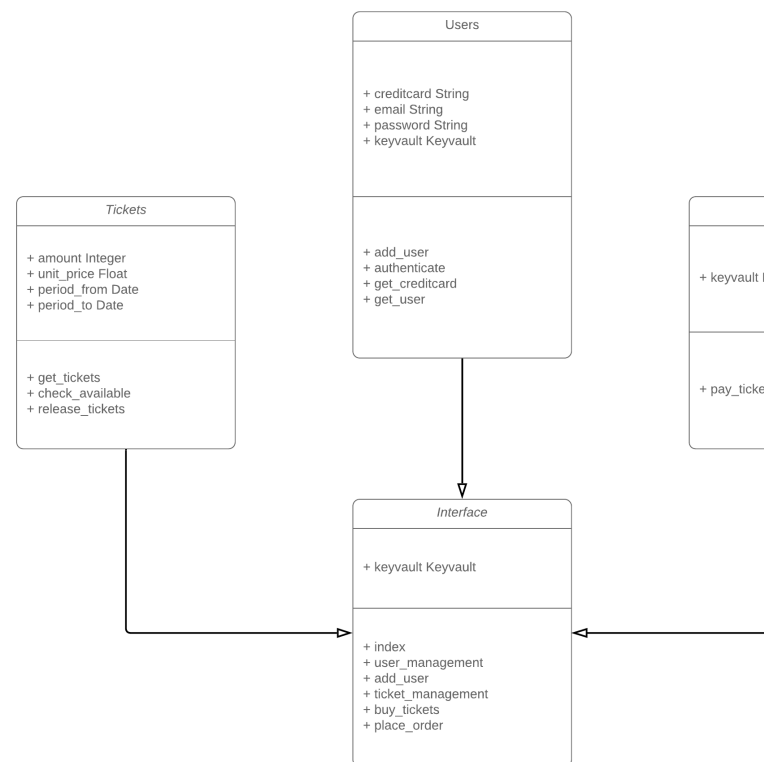 Users
+ creditcard String
+ email String
+ password String
+ keyvault Keyvault
+ add_user
+ authenticate
+ get_creditcard
+ get_user
Tickets
+ amount Integer
+ unit_price Float
+ period_from Date
+ period_to Date
+ get_tickets
+ check_available
+ release_tickets
+ keyvault
Interface
+ keyvault Keyvault
+ index
+ user_management
+ add_user
+ ticket_management
+ buy_tickets
+ place_order